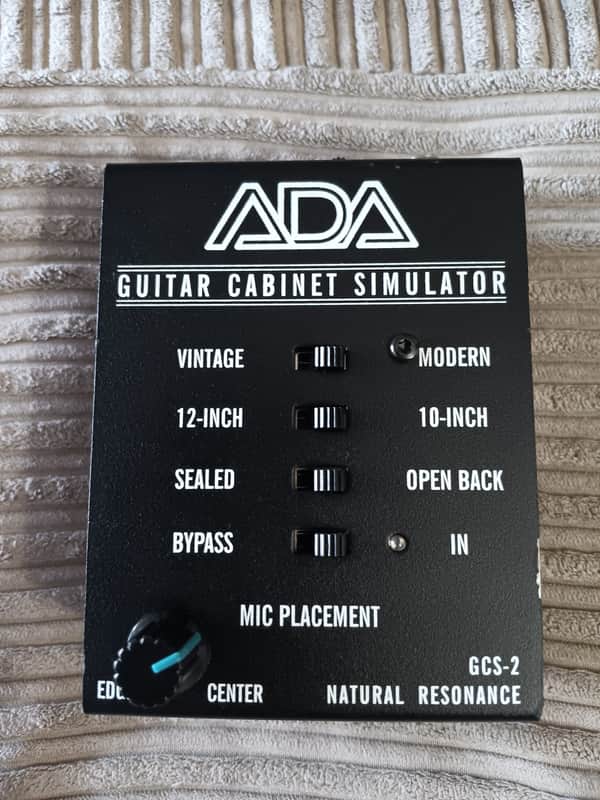 ADA
GUITAR CABINET SIMULATOR
VINTAGE MODERN
12-INCH 10-INCH
SEALED OPEN BACK
BYPASS IN
MIC PLACEMENT
GCS-2
CENTER NATURAL RESONANCE